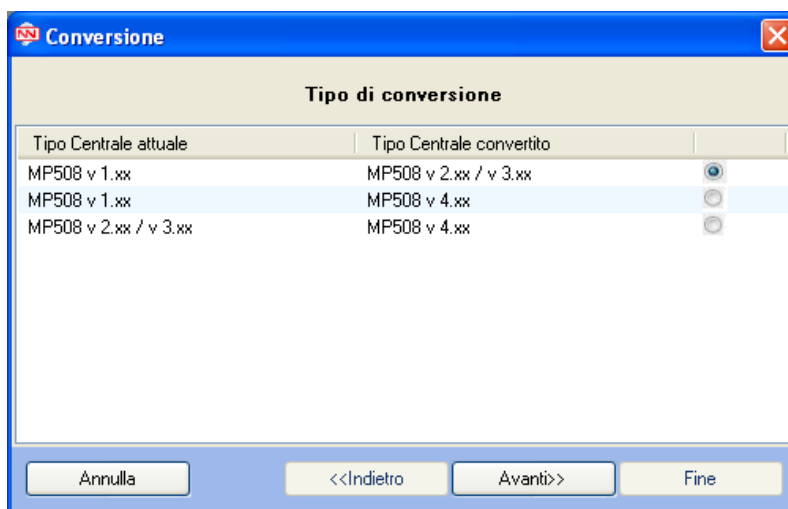 Conversione
Tipo di conversione
Tipo Centrale attuale Tipo Centrale convertito
MP508 v 1.xx MP508 v 2.xx / v 3.xx
MP508 v 1.xx MP508 v 4.xx
MP508 v 2.xx / v 3.xx MP508 v 4.xx
Annulla <<Indietro Avanti>> Fine